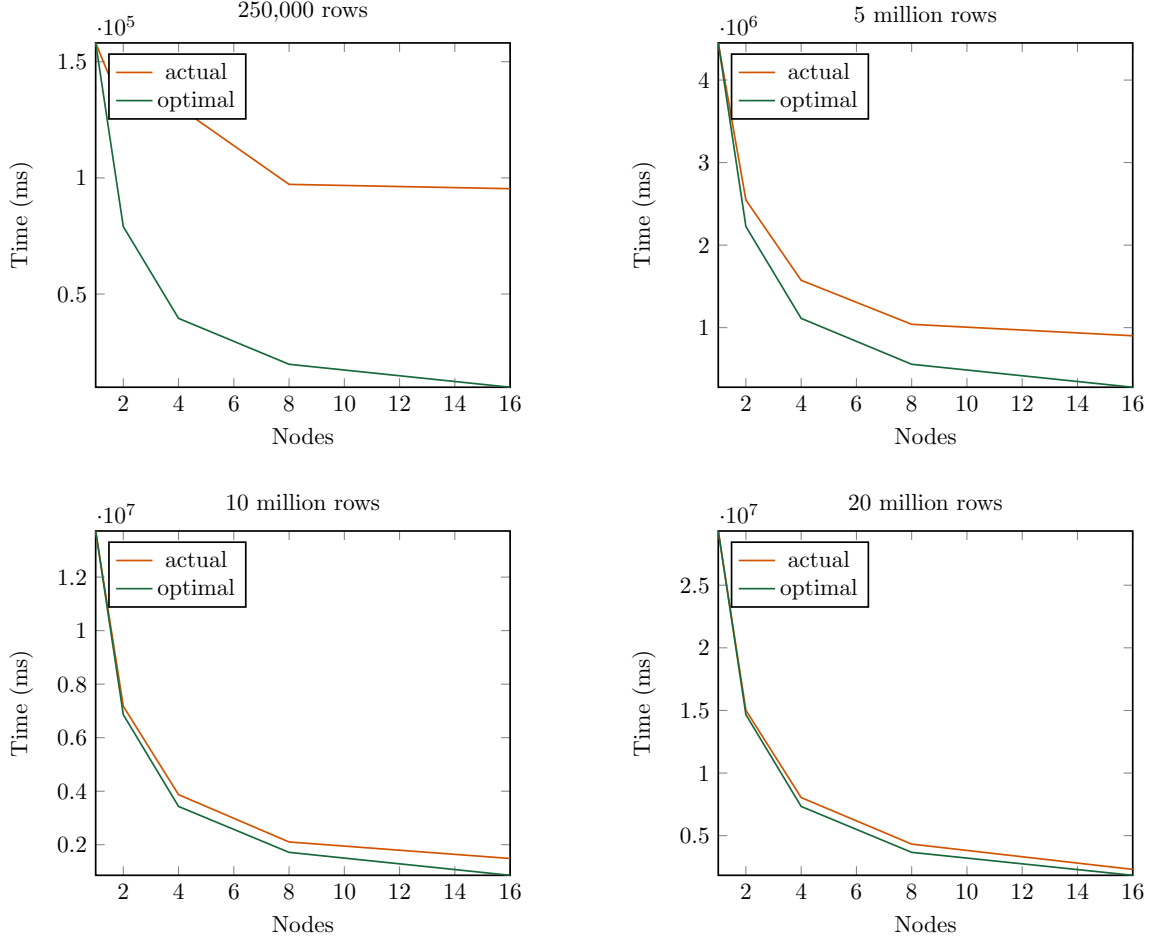 250,000 rows
·10^5
1.5
1
0.5
Time (ms)
actual
optimal
2 4 6 8 10 12 14 16
Nodes
5 million rows
·10^6
4
3
2
1
Time (ms)
actual
optimal
2 4 6 8 10 12 14 16
Nodes
10 million rows
·10^7
1.2
1
0.8
0.6
0.4
0.2
Time (ms)
actual
optimal
2 4 6 8 10 12 14 16
Nodes
20 million rows
·10^7
2.5
2
1.5
1
0.5
Time (ms)
actual
optimal
2 4 6 8 10 12 14 16
Nodes